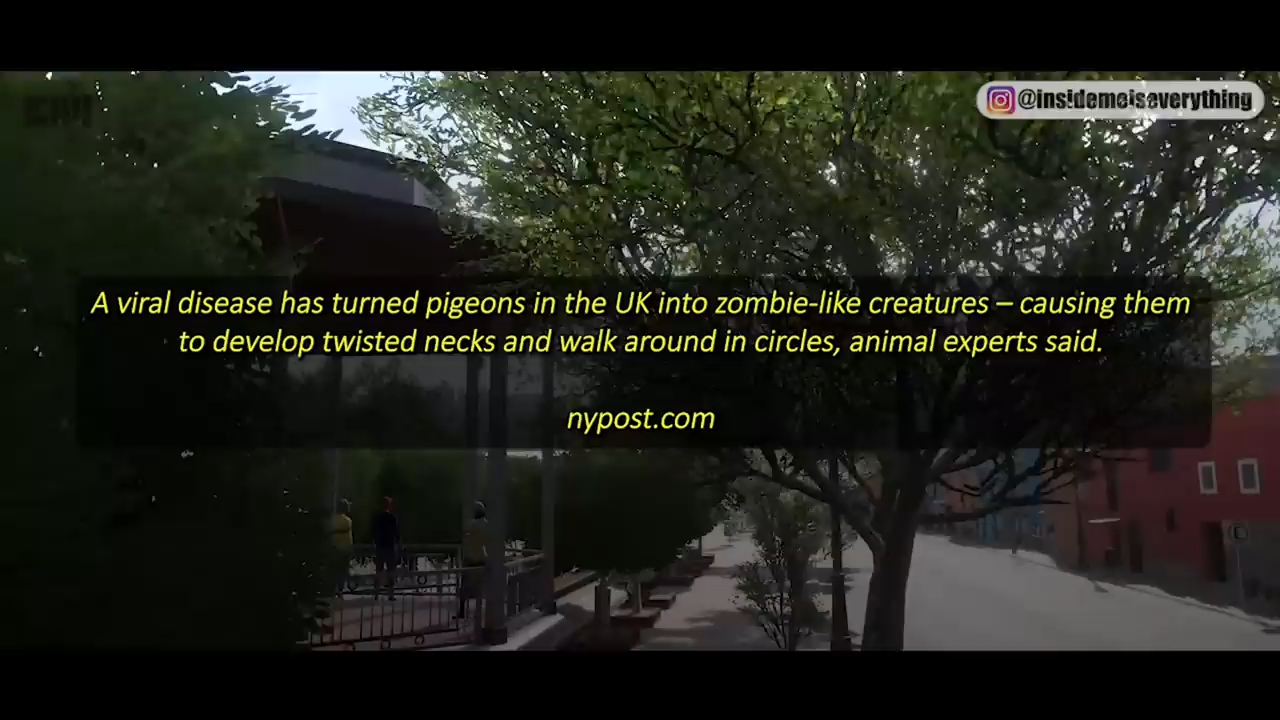 @insidemeiseverything
A viral disease has turned pigeons in the UK into zombie-like creatures – causing them
to develop twisted necks and walk around in circles, animal experts said.
nypost.com